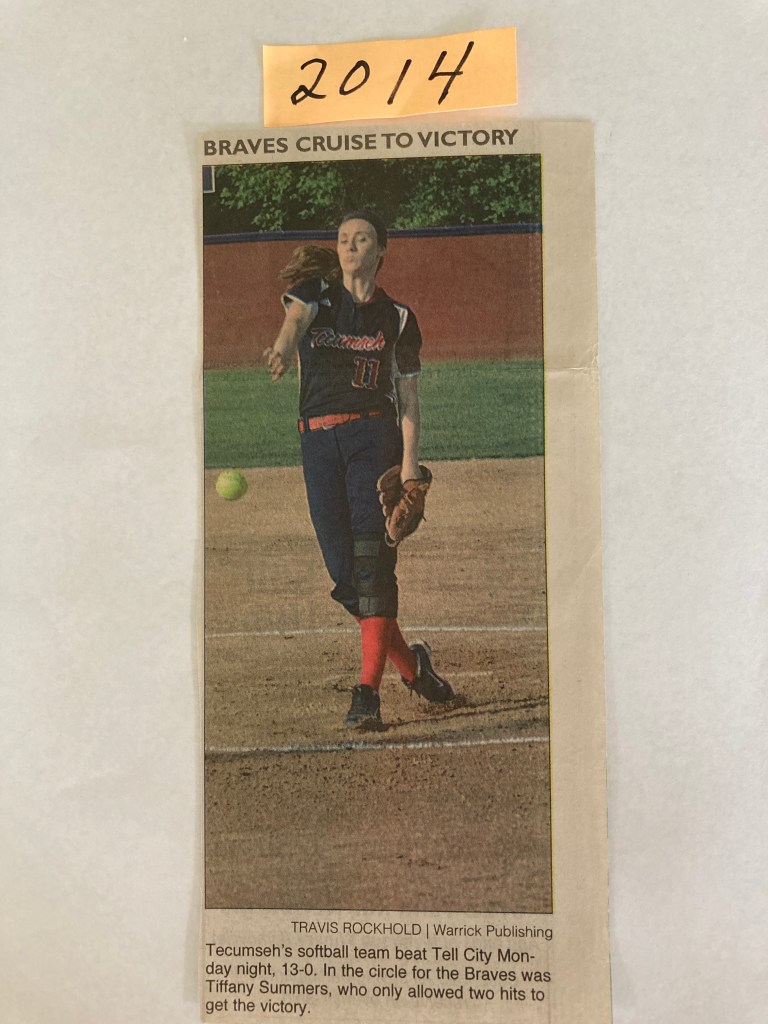 2014
BRAVES CRUISE TO VICTORY
Tecumseh
11
TRAVIS ROCKHOLD | Warrick Publishing
Tecumseh's softball team beat Tell City Mon-
day night, 13-0. In the circle for the Braves was
Tiffany Summers, who only allowed two hits to
get the victory.